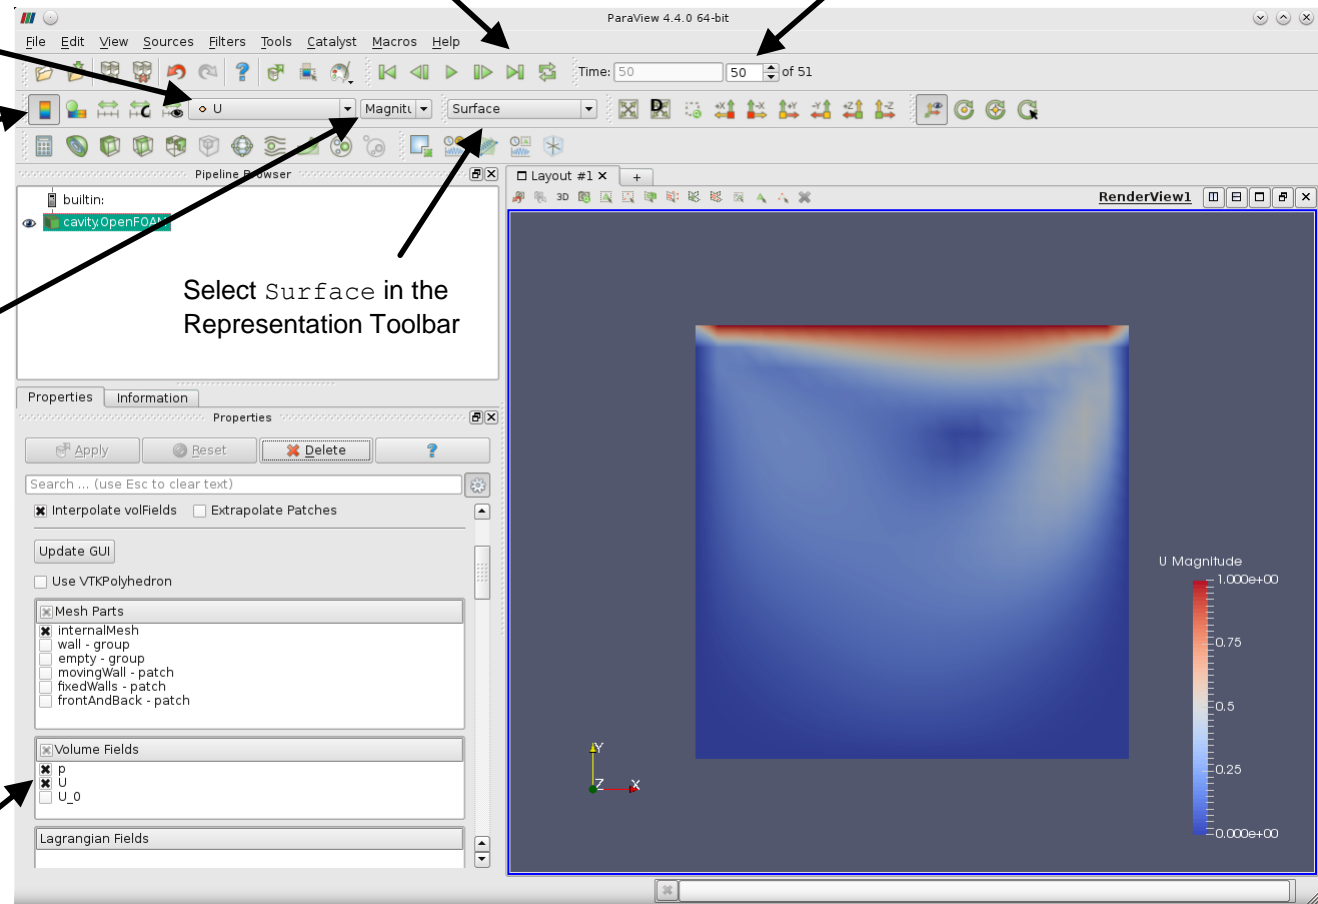 ParaView 4.4.0 64-bit
File Edit View Sources Filters Tools Catalyst Macros Help
Time: 50 50 of 51
U Magnitu Surface
Pipeline Browser
Layout #1
builtin:
3D
RenderView1
cavity.OpenFOAM
Select Surface in the
Representation Toolbar
Properties Information
Properties
Apply Reset Delete ?
Search ... (use Esc to clear text)
Interpolate volFields Extrapolate Patches
Update GUI
Use VTKPolyhedron
Mesh Parts
internalMesh
wall - group
empty - group
movingWall - patch
fixedWalls - patch
frontAndBack - patch
Volume Fields
p
U
U_0
Lagrangian Fields
U Magnitude
1.000e+00
0.75
0.5
0.25
0.000e+00
Y
Z X